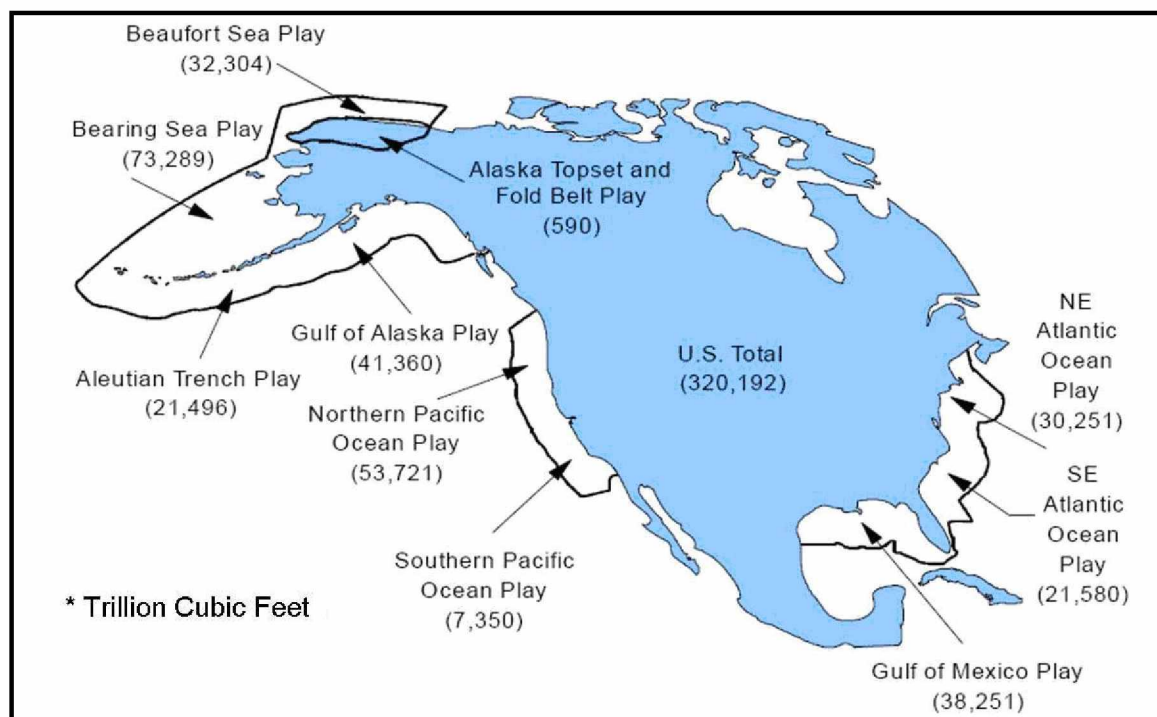 Beaufort Sea Play
(32,304)
Bearing Sea Play
(73,289)
Alaska Topset and
Fold Belt Play
(590)
Gulf of Alaska Play
(41,360)
Aleutian Trench Play
(21,496)
Northern Pacific
Ocean Play
(53,721)
Southern Pacific
Ocean Play
(7,350)
* Trillion Cubic Feet
U.S. Total
(320,192)
NE
Atlantic
Ocean
Play
(30,251)
SE
Atlantic
Ocean
Play
(21,580)
Gulf of Mexico Play
(38,251)